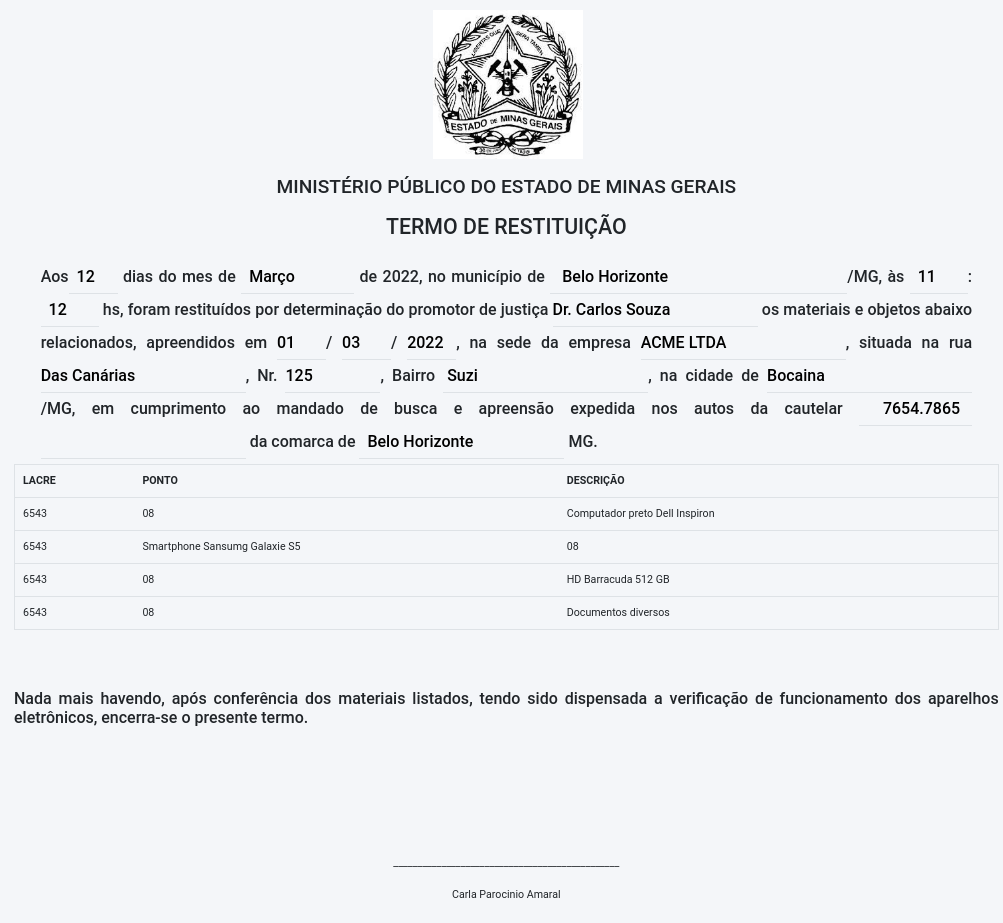 LIBERTAS QUE SERA TAMEN
ESTADO DE MINAS GERAIS
MINISTÉRIO PÚBLICO DO ESTADO DE MINAS GERAIS
TERMO DE RESTITUIÇÃO
Aos 12 dias do mes de Março de 2022, no município de Belo Horizonte /MG, às 11 :
12 hs, foram restituídos por determinação do promotor de justiça Dr. Carlos Souza os materiais e objetos abaixo
relacionados, apreendidos em 01 / 03 / 2022 , na sede da empresa ACME LTDA , situada na rua
Das Canárias , Nr. 125 , Bairro Suzi , na cidade de Bocaina
/MG, em cumprimento ao mandado de busca e apreensão expedida nos autos da cautelar 7654.7865
da comarca de Belo Horizonte MG.
LACRE PONTO DESCRIÇÃO
6543 08 Computador preto Dell Inspiron
6543 Smartphone Sansumg Galaxie S5 08
6543 08 HD Barracuda 512 GB
6543 08 Documentos diversos
Nada mais havendo, após conferência dos materiais listados, tendo sido dispensada a verificação de funcionamento dos aparelhos
eletrônicos, encerra-se o presente termo.
Carla Parocinio Amaral